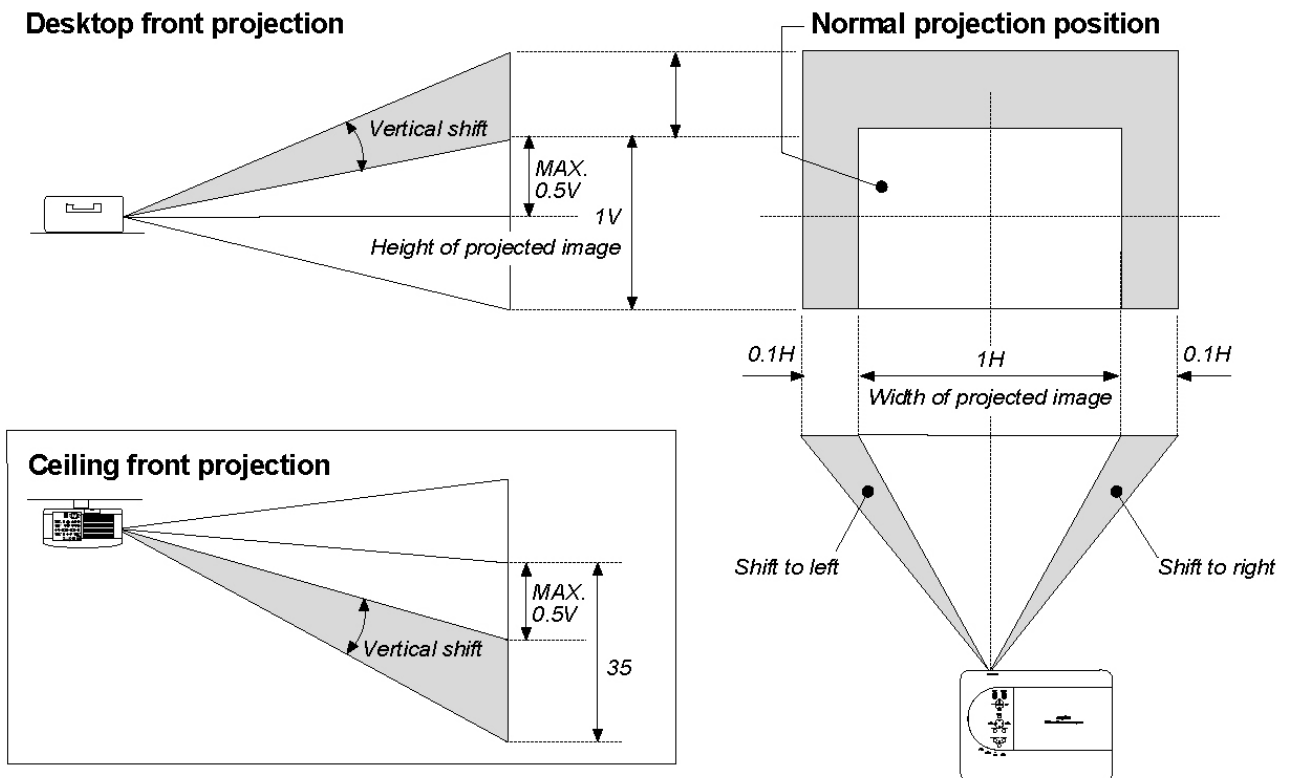 Desktop front projection
Normal projection position
Vertical shift
MAX.
0.5V
1V
Height of projected image
0.1H
1H
0.1H
Width of projected image
Shift to left
Shift to right
Ceiling front projection
MAX.
0.5V
Vertical shift
35